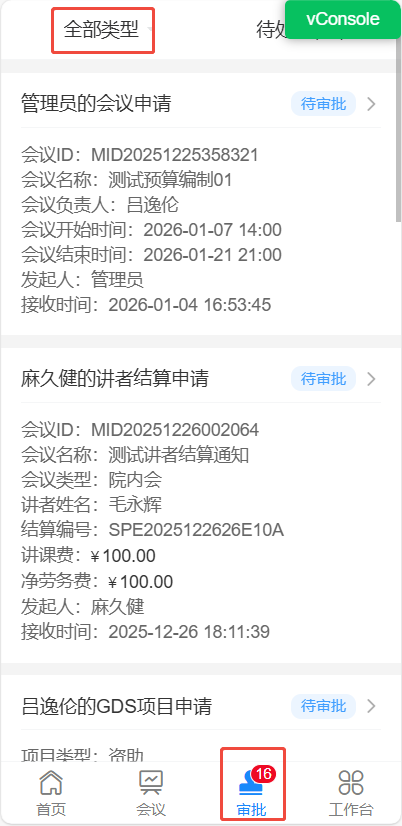 全部类型
待处
vConsole
管理员的会议申请
待审批
会议ID：MID20251225358321
会议名称：测试预算编制01
会议负责人：吕逸伦
会议开始时间：2026-01-07 14:00
会议结束时间：2026-01-21 21:00
发起人：管理员
接收时间：2026-01-04 16:53:45
麻久健的讲者结算申请
待审批
会议ID：MID20251226002064
会议名称：测试讲者结算通知
会议类型：院内会
讲者姓名：毛永辉
结算编号：SPE2025122626E10A
讲课费：￥100.00
净劳务费：￥100.00
发起人：麻久健
接收时间：2025-12-26 18:11:39
吕逸伦的GDS项目申请
待审批
项目类型：资助
16
首页
会议
审批
工作台